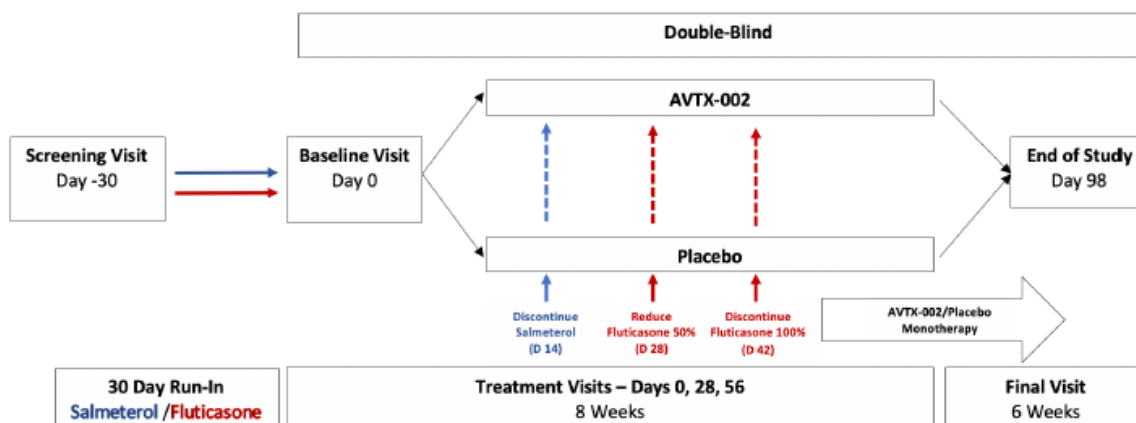 Double-Blind
AVTX-002
Screening Visit
Day -30
Baseline Visit
Day 0
End of Study
Day 98
Placebo
Discontinue
Salmeterol
(D 14)
Reduce
Fluticasone 50%
(D 28)
Discontinue
Fluticasone 100%
(D 42)
AVTX-002/Placebo
Monotherapy
30 Day Run-In
Salmeterol /Fluticasone
Treatment Visits – Days 0, 28, 56
8 Weeks
Final Visit
6 Weeks